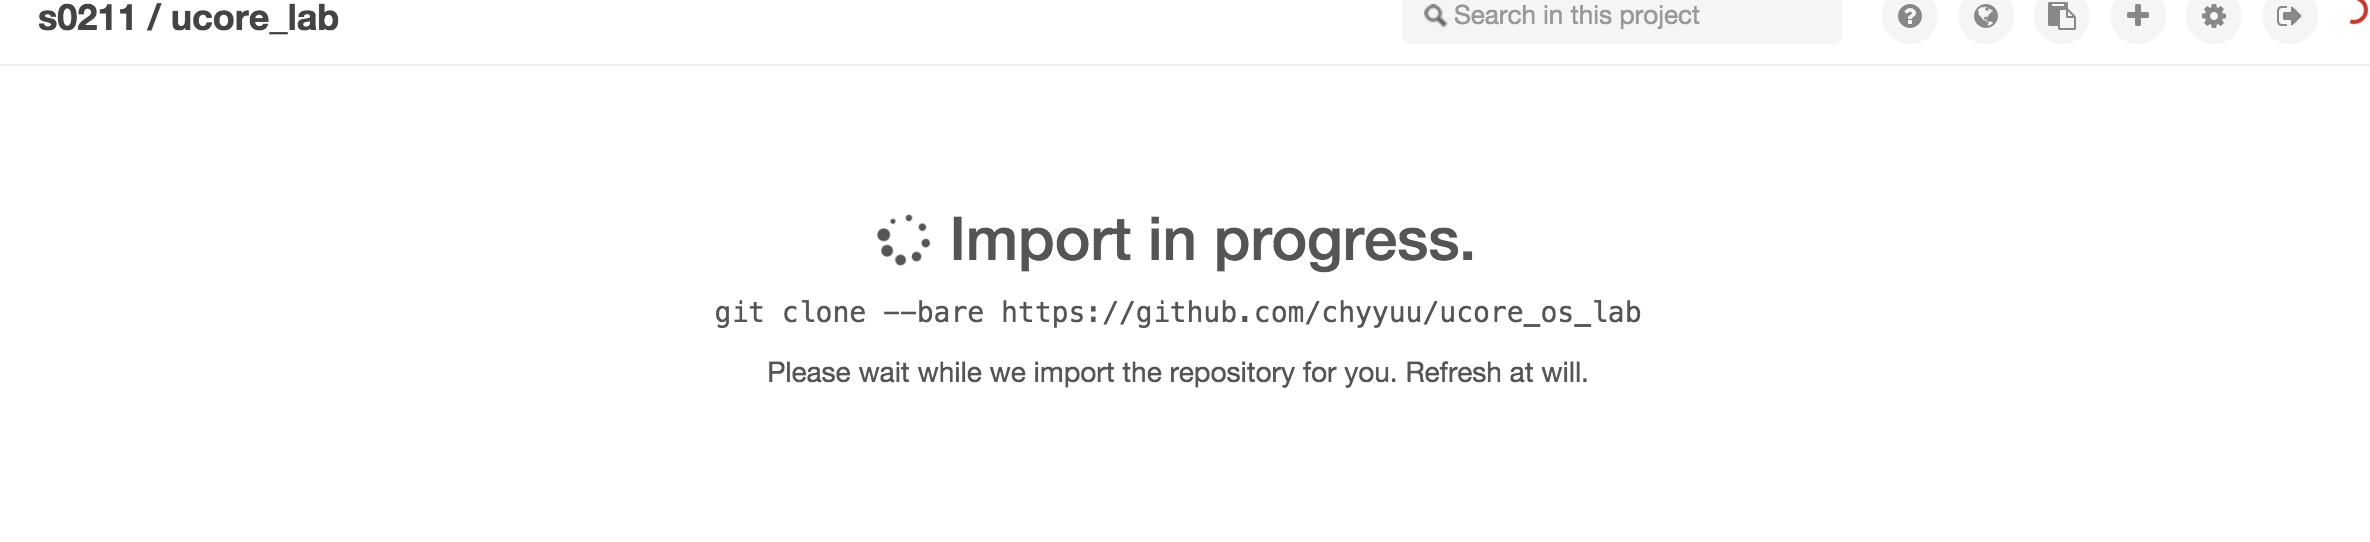 s0211 / ucore_lab
Search in this project
Import in progress.
git clone --bare https://github.com/chyyuu/ucore_os_lab
Please wait while we import the repository for you. Refresh at will.